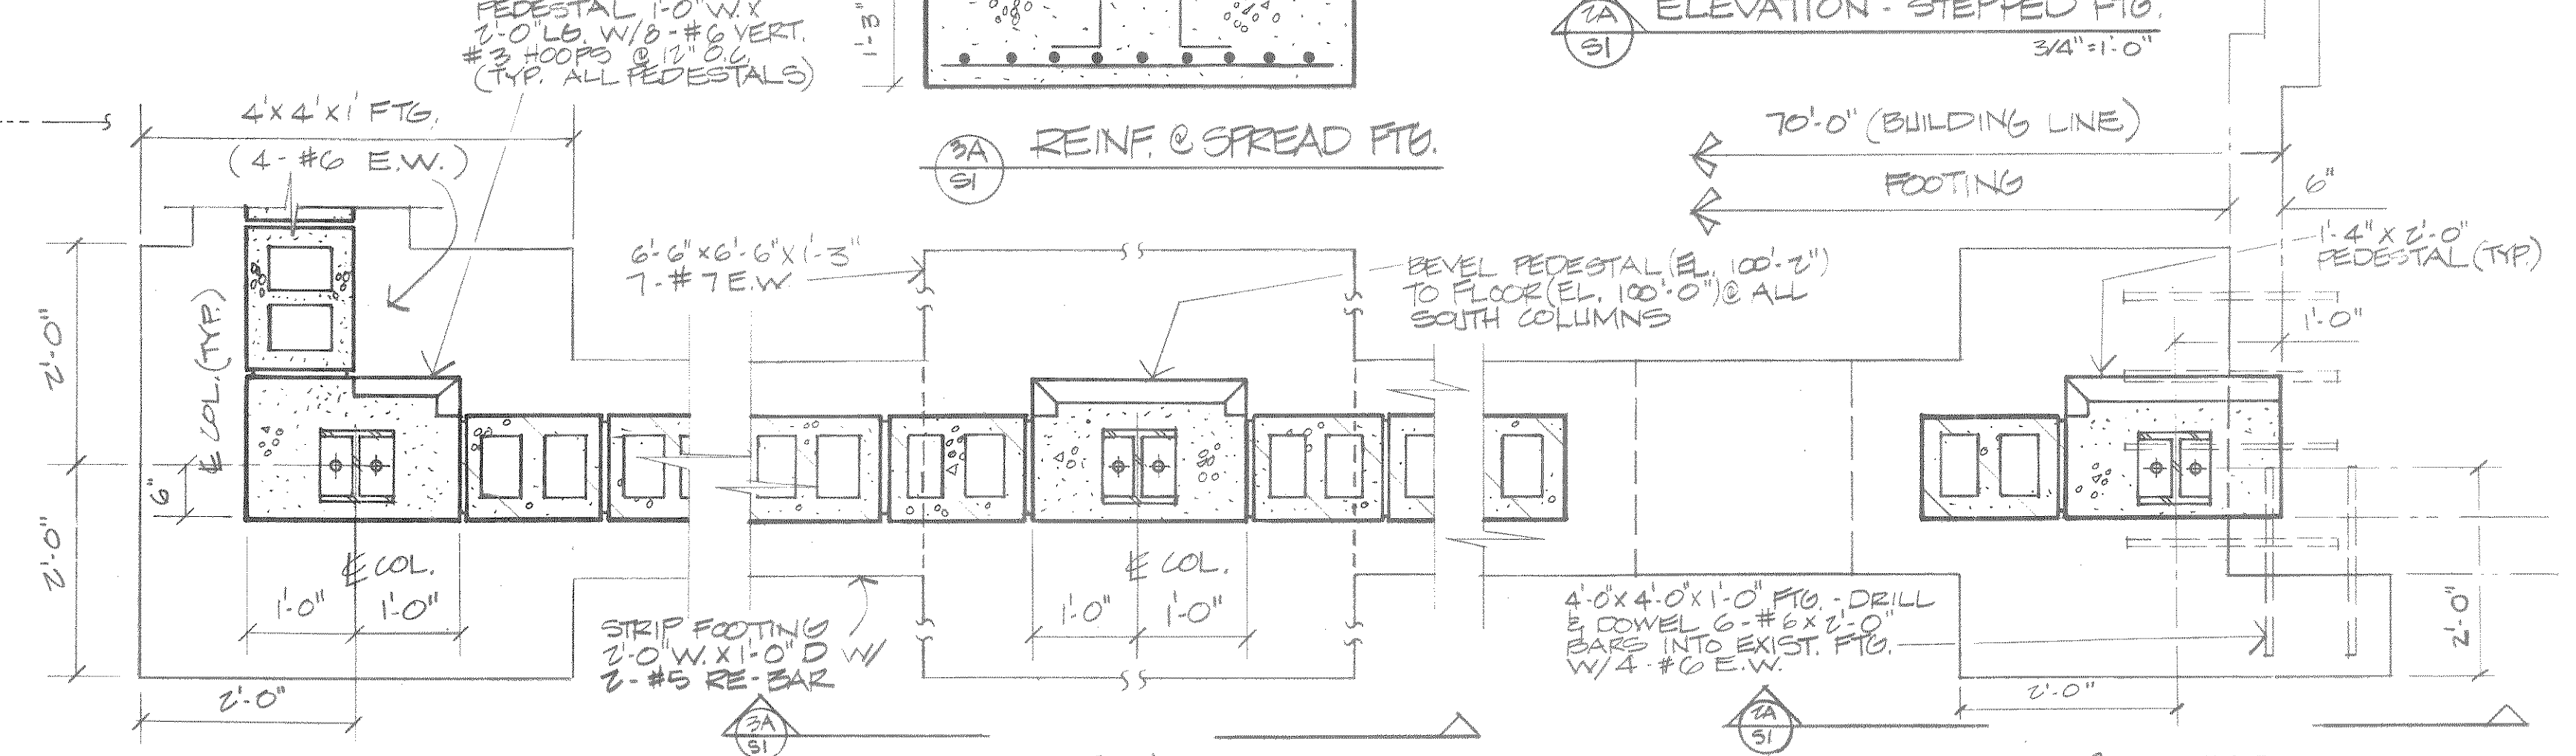 PEDESTAL 1'-0" W. X
2'-0" LG. W/8 - #6 VERT.
#3 HOOPS @ 12" O.C.
(TYP. ALL PEDESTALS)
1'-3"
2A
S1
ELEVATION - STEPPED FTG.
3/4"=1'-0"
4'X4'X1' FTG.
(4-#6 E.W.)
3A
S1
REINF. @ SPREAD FTG.
70'-0" (BUILDING LINE)
FOOTING
6"
6'-6"x6'-6"x1'-3"
7-#7 E.W.
BEVEL PEDESTAL (EL. 100'-2")
TO FLOOR (EL. 100'-0") @ ALL
SOUTH COLUMNS
1'-4" X 2'-0"
PEDESTAL (TYP.)
1'-0"
2'-0"
℄ COL. (TYP.)
6"
2'-0"
℄ COL.
1'-0" 1'-0"
℄ COL.
1'-0" 1'-0"
STRIP FOOTING
2'-0" W. X 1'-0" D W/
2-#5 RE-BAR
4'-0"X4'-0"X1'-0" FTG. - DRILL
& DOWEL 6-#6 X 2'-0"
BARS INTO EXIST. FTG.
W/4-#6 E.W.
2'-0"
2'-0"
2'-0"
3A
S1
2A
S1